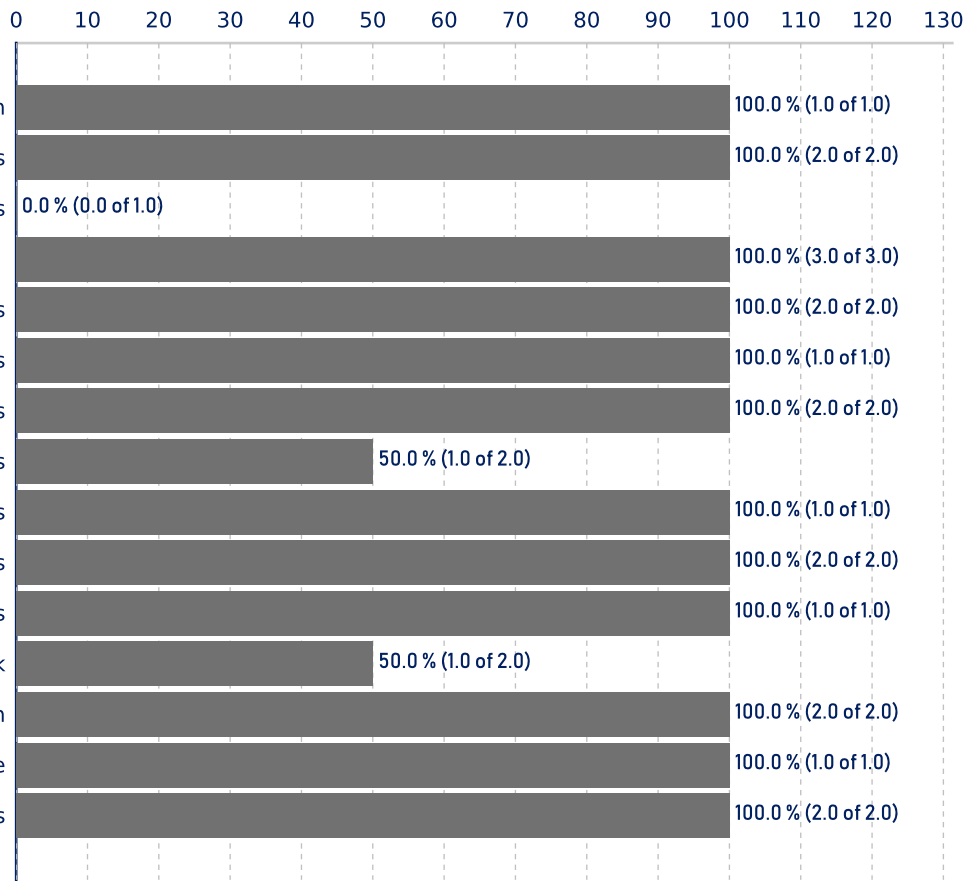 0 10 20 30 40 50 60 70 80 90 100 110 120 130
n 100.0 % (1.0 of 1.0)
s 100.0 % (2.0 of 2.0)
s 0.0 % (0.0 of 1.0)
100.0 % (3.0 of 3.0)
s 100.0 % (2.0 of 2.0)
s 100.0 % (1.0 of 1.0)
s 100.0 % (2.0 of 2.0)
s 50.0 % (1.0 of 2.0)
s 100.0 % (1.0 of 1.0)
s 100.0 % (2.0 of 2.0)
s 100.0 % (1.0 of 1.0)
k 50.0 % (1.0 of 2.0)
n 100.0 % (2.0 of 2.0)
e 100.0 % (1.0 of 1.0)
s 100.0 % (2.0 of 2.0)